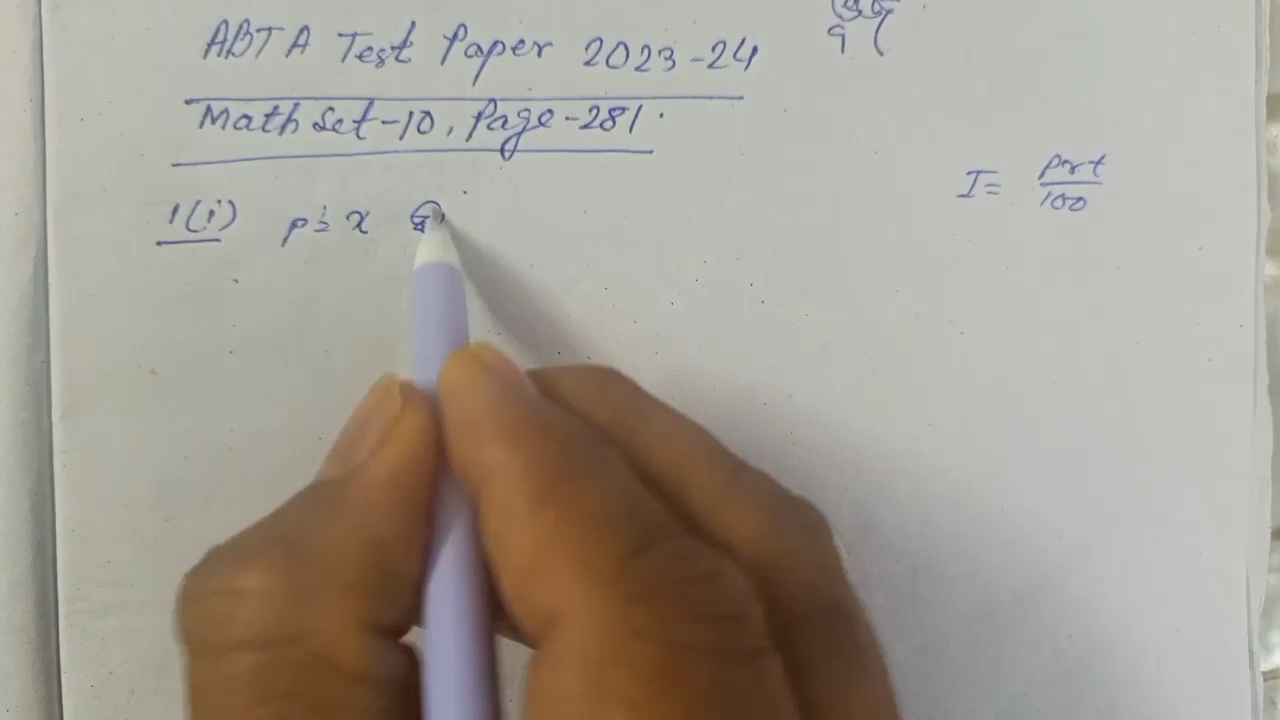 ABTA Test Paper 2023-24
Math Set-10, Page-281.
I = prt/100
1(i) p = x